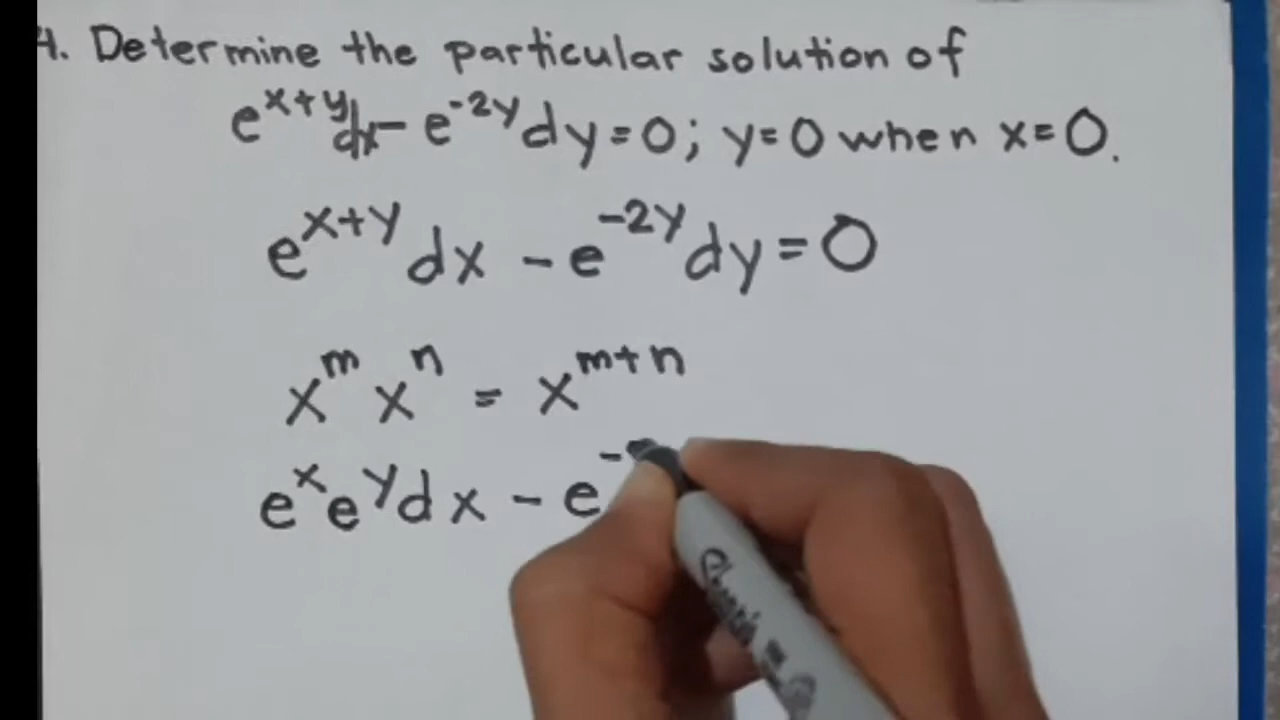 4. Determine the particular solution of
e^{x+y}dx - e^{-2y}dy = 0; y=0 when x=0.
e^{x+y} dx - e^{-2y} dy = 0
x^m x^n = x^{m+n}
e^x e^y dx - e^-